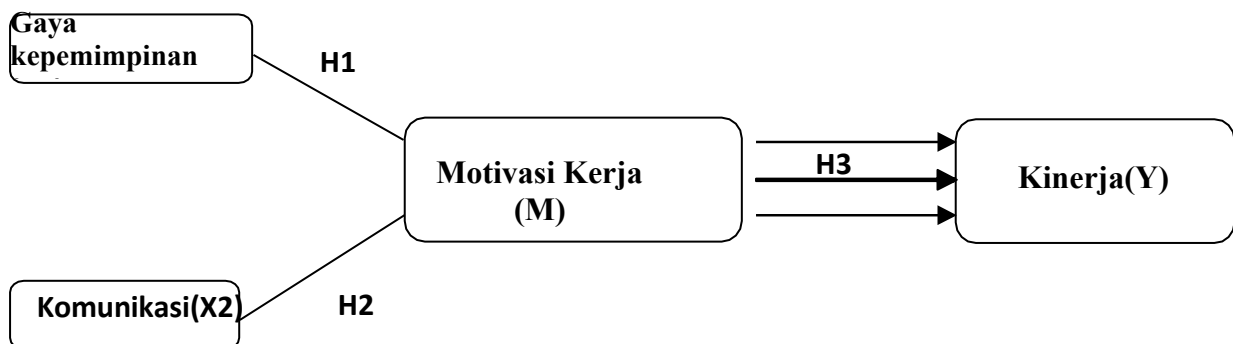 Gaya
kepemimpinan
H1
Motivasi Kerja
(M)
H3
Kinerja(Y)
Komunikasi(X2)
H2